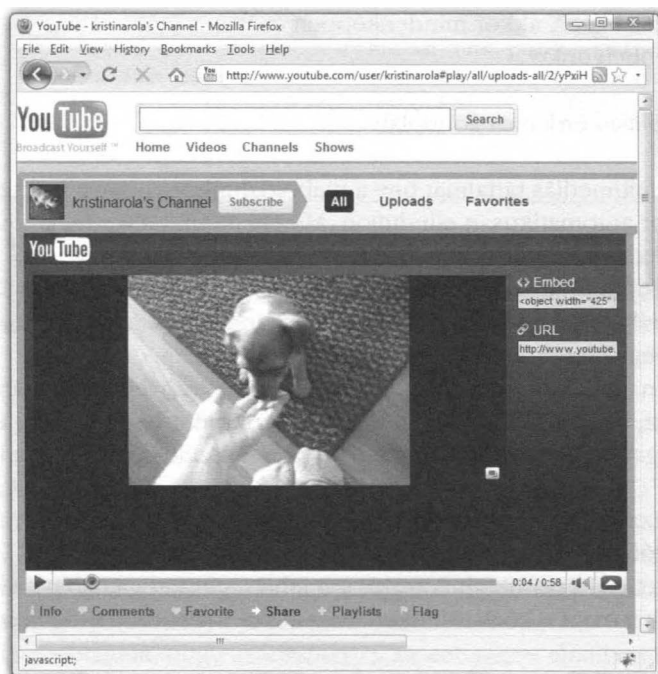 YouTube - kristinarola's Channel - Mozilla Firefox
File Edit View History Bookmarks Tools Help
http://www.youtube.com/user/kristinarola#play/all/uploads-all/2/yPxiH
You Tube
Search
Broadcast Yourself ™
Home Videos Channels Shows
kristinarola's Channel Subscribe All Uploads Favorites
You Tube
Embed
<object width="425"
URL
http://www.youtube.
0:04 / 0:58
Info Comments Favorite Share Playlists Flag
javascript:;